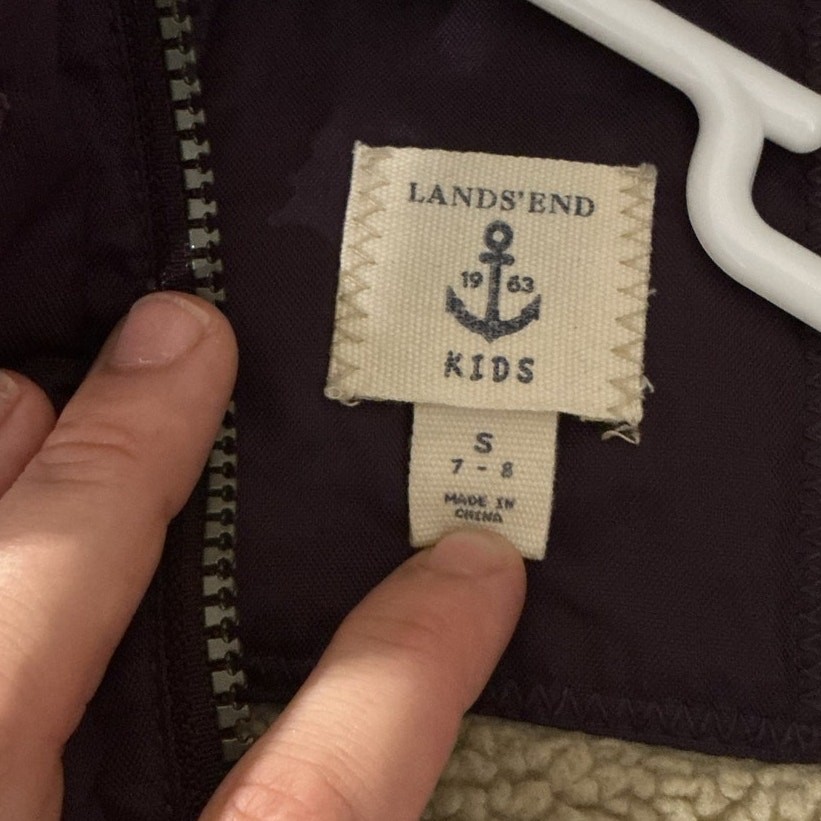 LANDS' END
19 63
KIDS
S
7 - 8
MADE IN
CHINA